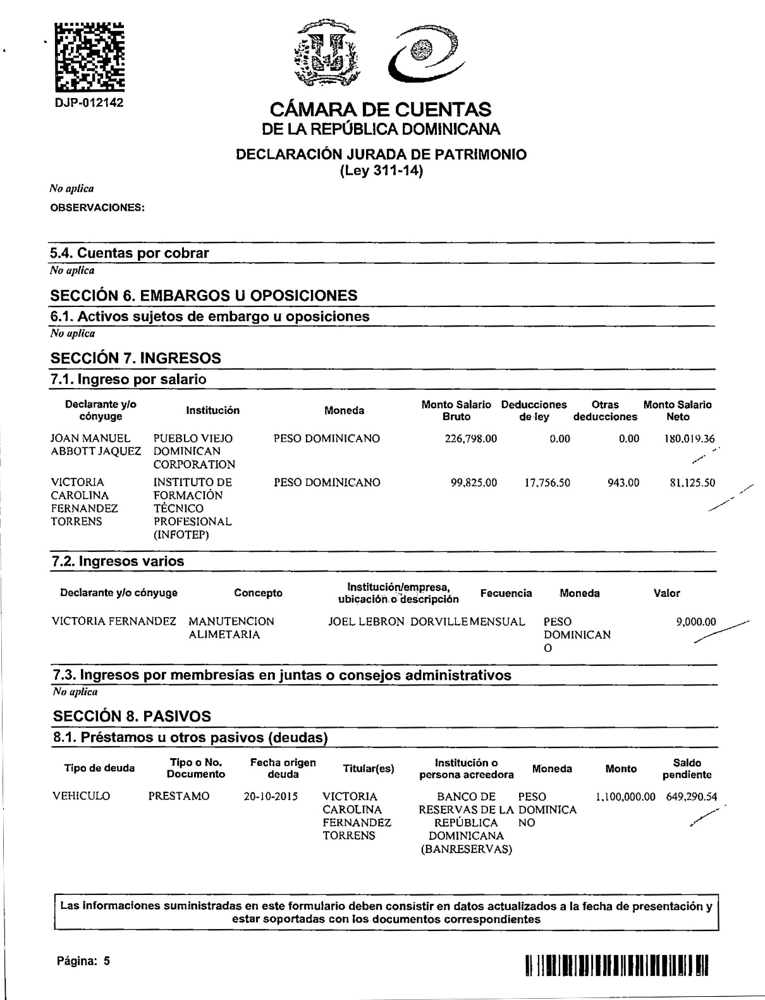 DJP-012142
CÁMARA DE CUENTAS
DE LA REPÚBLICA DOMINICANA
DECLARACIÓN JURADA DE PATRIMONIO
(Ley 311-14)
No aplica
OBSERVACIONES:
5.4. Cuentas por cobrar
No aplica
SECCIÓN 6. EMBARGOS U OPOSICIONES
6.1. Activos sujetos de embargo u oposiciones
No aplica
SECCIÓN 7. INGRESOS
7.1. Ingreso por salario
Declarante y/o cónyuge Institución Moneda Monto Salario Bruto Deducciones de ley Otras deducciones Monto Salario Neto
JOAN MANUEL PUEBLO VIEJO PESO DOMINICANO 226,798.00 0.00 0.00 180.019.36
ABBOTT JAQUEZ DOMINICAN
CORPORATION
VICTORIA INSTITUTO DE PESO DOMINICANO 99,825.00 17,756.50 943.00 81.125.50
CAROLINA FORMACIÓN
FERNANDEZ TÉCNICO
TORRENS PROFESIONAL
(INFOTEP)
7.2. Ingresos varios
Declarante y/o cónyuge Concepto Institución/empresa, ubicación o descripción Fecuencia Moneda Valor
VICTORIA FERNANDEZ MANUTENCION JOEL LEBRON DORVILLE MENSUAL PESO 9,000.00
ALIMETARIA DOMINICAN
O
7.3. Ingresos por membresías en juntas o consejos administrativos
No aplica
SECCIÓN 8. PASIVOS
8.1. Préstamos u otros pasivos (deudas)
Tipo de deuda Tipo o No. Documento Fecha origen deuda Titular(es) Institución o persona acreedora Moneda Monto Saldo pendiente
VEHICULO PRESTAMO 20-10-2015 VICTORIA BANCO DE PESO 1,100,000.00 649,290.54
CAROLINA RESERVAS DE LA DOMINICA
FERNANDEZ REPÚBLICA NO
TORRENS DOMINICANA
(BANRESERVAS)
Las informaciones suministradas en este formulario deben consistir en datos actualizados a la fecha de presentación y
estar soportadas con los documentos correspondientes
Página: 5